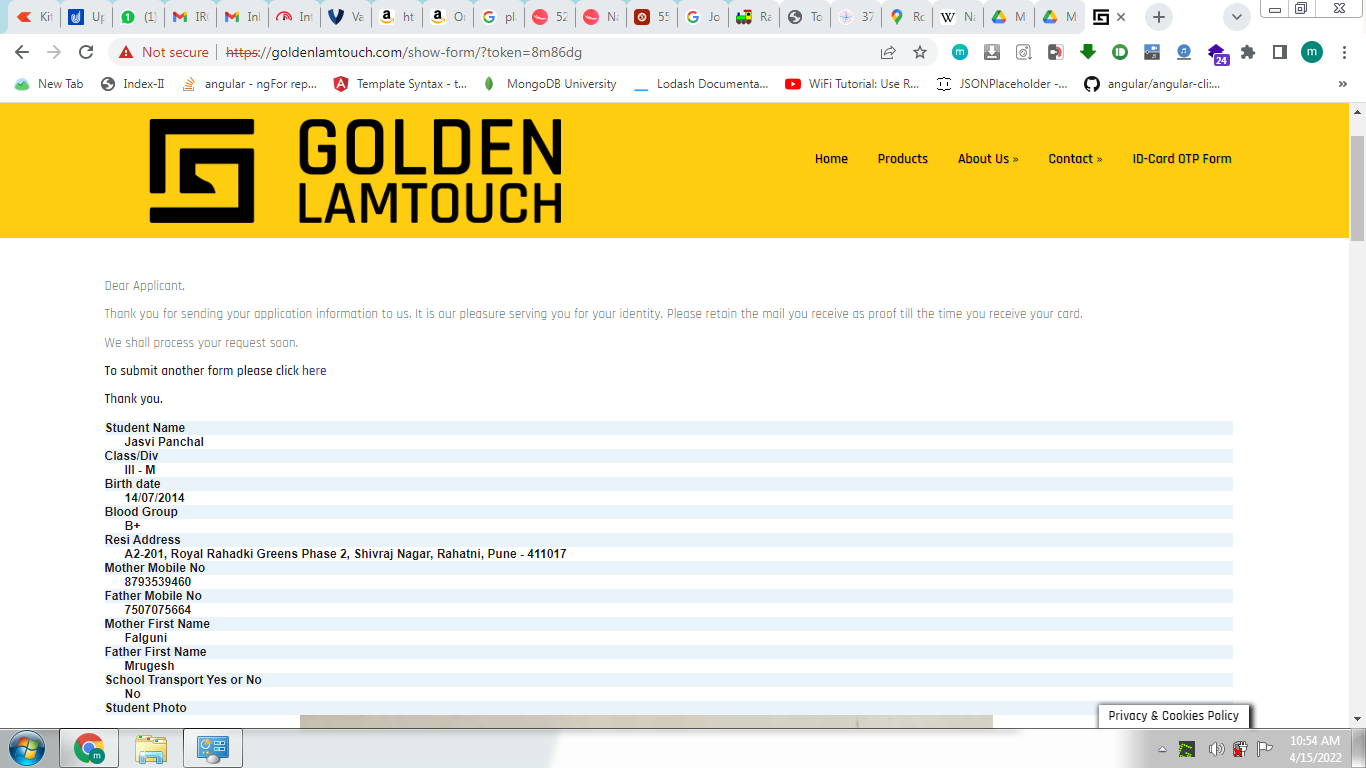 Kit
Up
(1)
IR
Inl
Int
Va
ht
Or
pl
52
Na
55
Jo
Ra
To
37
Ro
Na
M
M
Not secure
https://goldenlamtouch.com/show-form/?token=8m86dg
m
24
m
New Tab
Index-II
angular - ngFor rep...
Template Syntax - t...
MongoDB University
Lodash Documenta...
WiFi Tutorial: Use R...
JSONPlaceholder -...
angular/angular-cli:...
»
GOLDEN
LAMTOUCH
Home Products About Us » Contact » ID-Card OTP Form
Dear Applicant,
Thank you for sending your application information to us. It is our pleasure serving you for your identity. Please retain the mail you receive as proof till the time you receive your card.
We shall process your request soon.
To submit another form please click here
Thank you.
Student Name
Jasvi Panchal
Class/Div
III - M
Birth date
14/07/2014
Blood Group
B+
Resi Address
A2-201, Royal Rahadki Greens Phase 2, Shivraj Nagar, Rahatni, Pune - 411017
Mother Mobile No
8793539460
Father Mobile No
7507075664
Mother First Name
Falguni
Father First Name
Mrugesh
School Transport Yes or No
No
Student Photo
Privacy & Cookies Policy
10:54 AM
4/15/2022